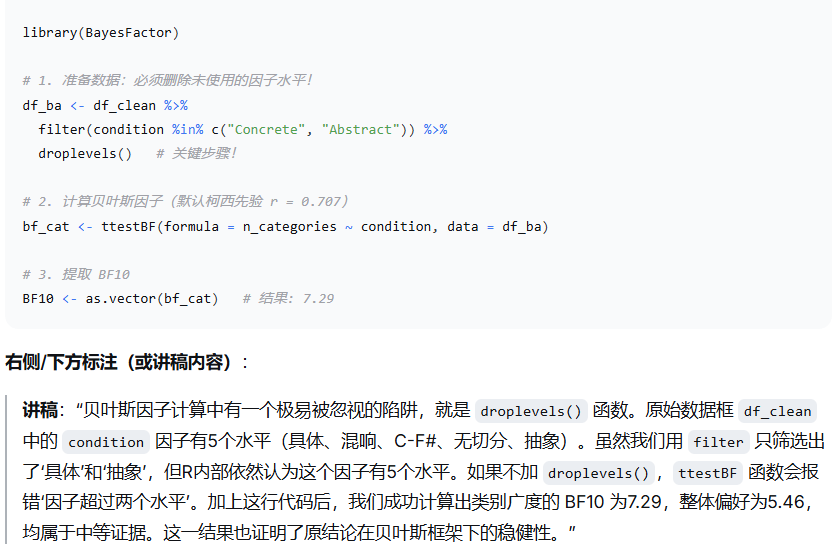 library(BayesFactor)
# 1. 准备数据：必须删除未使用的因子水平！
df_ba <- df_clean %>%
  filter(condition %in% c("Concrete", "Abstract")) %>%
  droplevels()   # 关键步骤！
# 2. 计算贝叶斯因子（默认柯西先验 r = 0.707）
bf_cat <- ttestBF(formula = n_categories ~ condition, data = df_ba)
# 3. 提取 BF10
BF10 <- as.vector(bf_cat)   # 结果: 7.29
右侧/下方标注（或讲稿内容）：
讲稿：“贝叶斯因子计算中有一个极易被忽视的陷阱，就是 droplevels() 函数。原始数据框 df_clean
中的 condition 因子有5个水平（具体、混响、C-F#、无切分、抽象）。虽然我们用 filter 只筛选出
了‘具体’和‘抽象’，但R内部依然认为这个因子有5个水平。如果不加 droplevels()，ttestBF 函数会报
错‘因子超过两个水平’。加上这行代码后，我们成功计算出类别广度的 BF10 为7.29，整体偏好为5.46，
均属于中等证据。这一结果也证明了原结论在贝叶斯框架下的稳健性。”